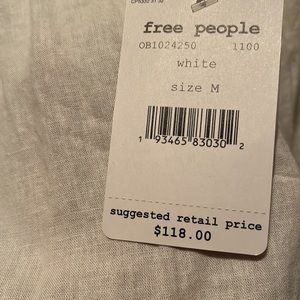 free people
OB1024250 1100
white
size M
1 93465 83030 2
suggested retail price
$118.00